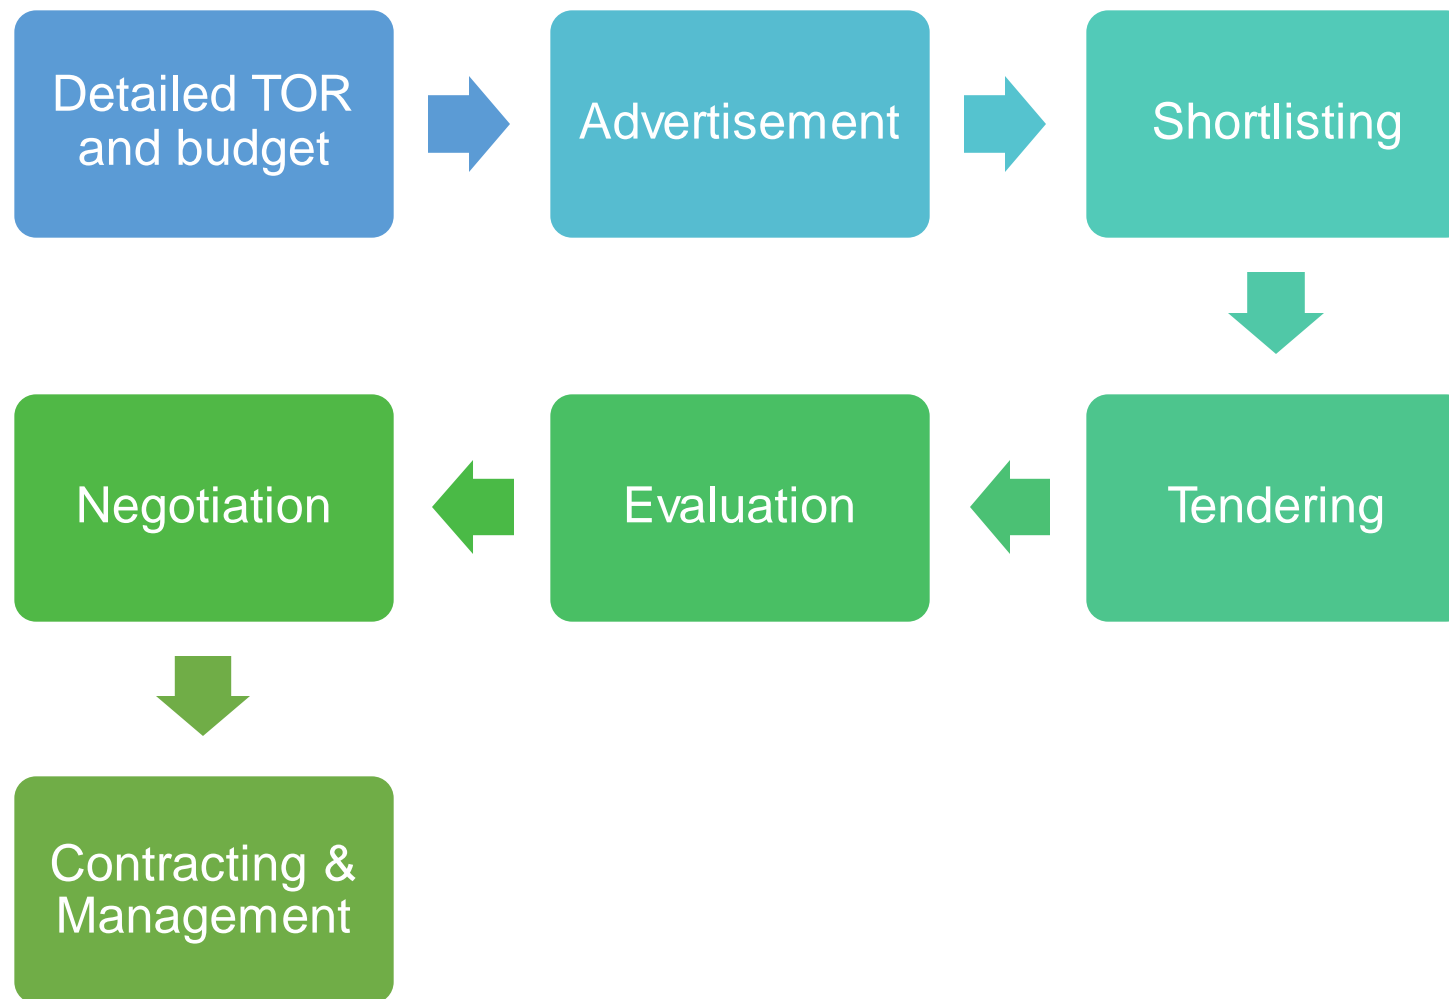 Detailed TOR
and budget
Advertisement
Shortlisting
Tendering
Evaluation
Negotiation
Contracting &
Management